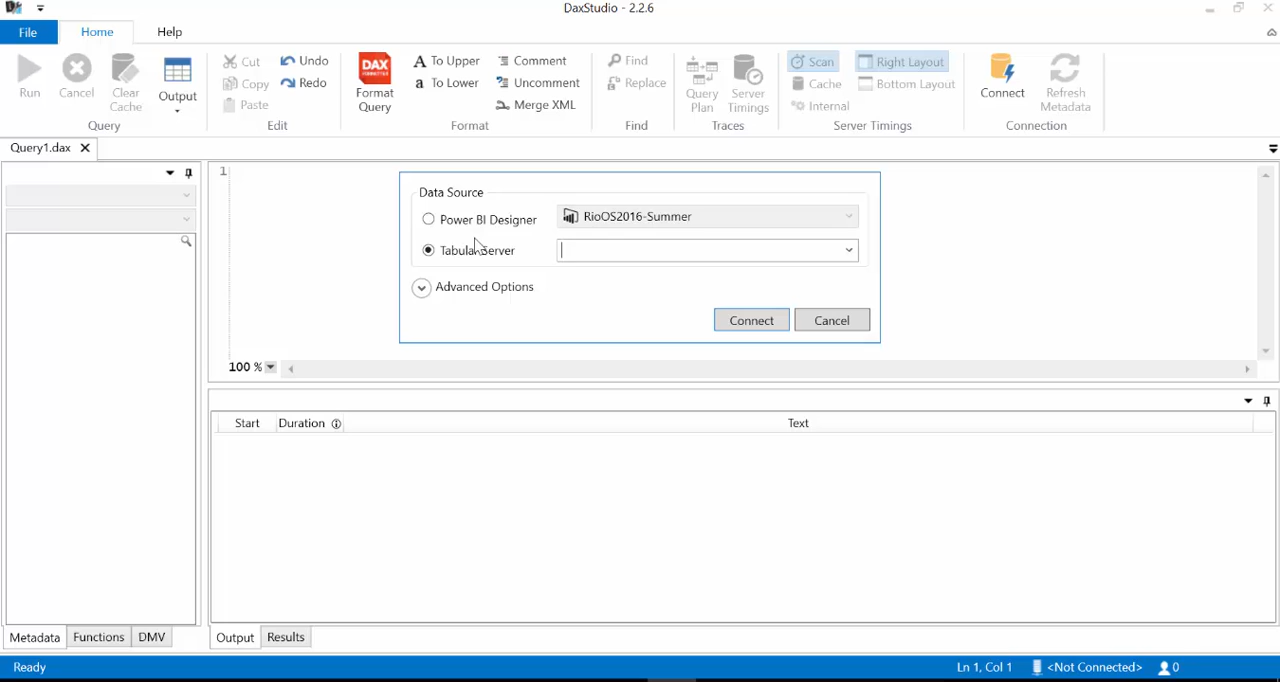 DaxStudio - 2.2.6
File Home Help
Run Cancel Clear Cache Output
Query
Cut Copy Paste Undo Redo
Edit
DAX
Format Query
A To Upper
a To Lower
Comment
Uncomment
Merge XML
Format
Find
Replace
Find
Query Plan
Server Timings
Traces
Scan
Cache
Internal
Right Layout
Bottom Layout
Server Timings
Connect
Refresh Metadata
Connection
Query1.dax
1
Data Source
Power BI Designer RioOS2016-Summer
Tabular Server
Advanced Options
Connect Cancel
100 %
Start Duration Text
Metadata Functions DMV Output Results
Ready Ln 1, Col 1 <Not Connected> 0